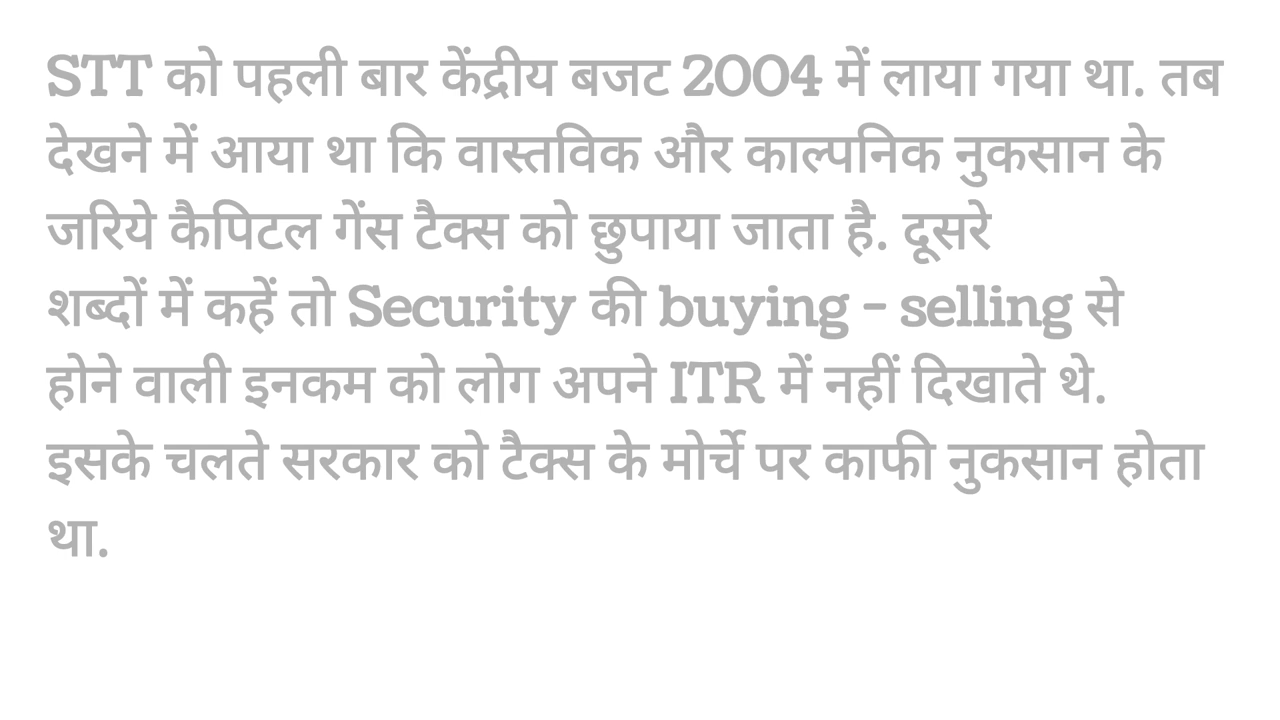 STT को पहली बार केंद्रीय बजट 2004 में लाया गया था. तब
देखने में आया था कि वास्तविक और काल्पनिक नुकसान के
जरिये कैपिटल गेंस टैक्स को छुपाया जाता है. दूसरे
शब्दों में कहें तो Security की buying - selling से
होने वाली इनकम को लोग अपने ITR में नहीं दिखाते थे.
इसके चलते सरकार को टैक्स के मोर्चे पर काफी नुकसान होता
था.